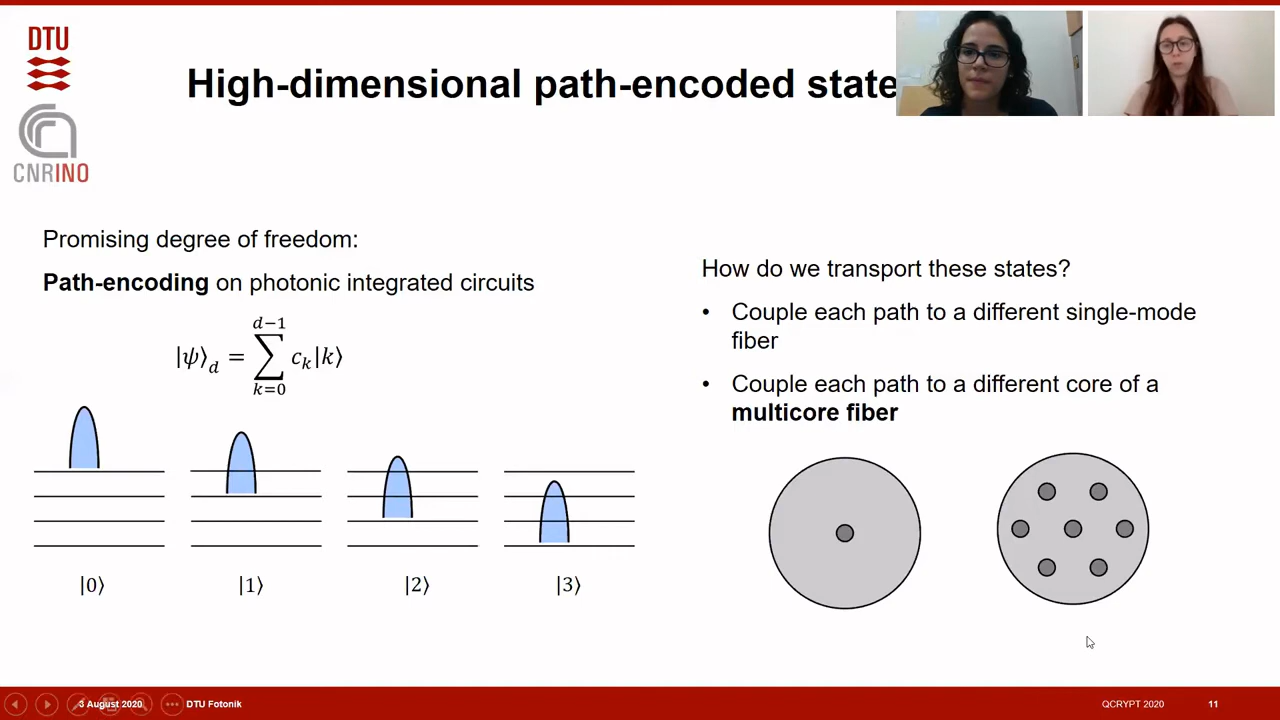 DTU
CNRINO
High-dimensional path-encoded state
Promising degree of freedom:
Path-encoding on photonic integrated circuits
|ψ⟩_d = ∑_{k=0}^{d−1} c_k|k⟩
|0⟩ |1⟩ |2⟩ |3⟩
How do we transport these states?
• Couple each path to a different single-mode
fiber
• Couple each path to a different core of a
multicore fiber
3 August 2020 DTU Fotonik QCRYPT 2020 11